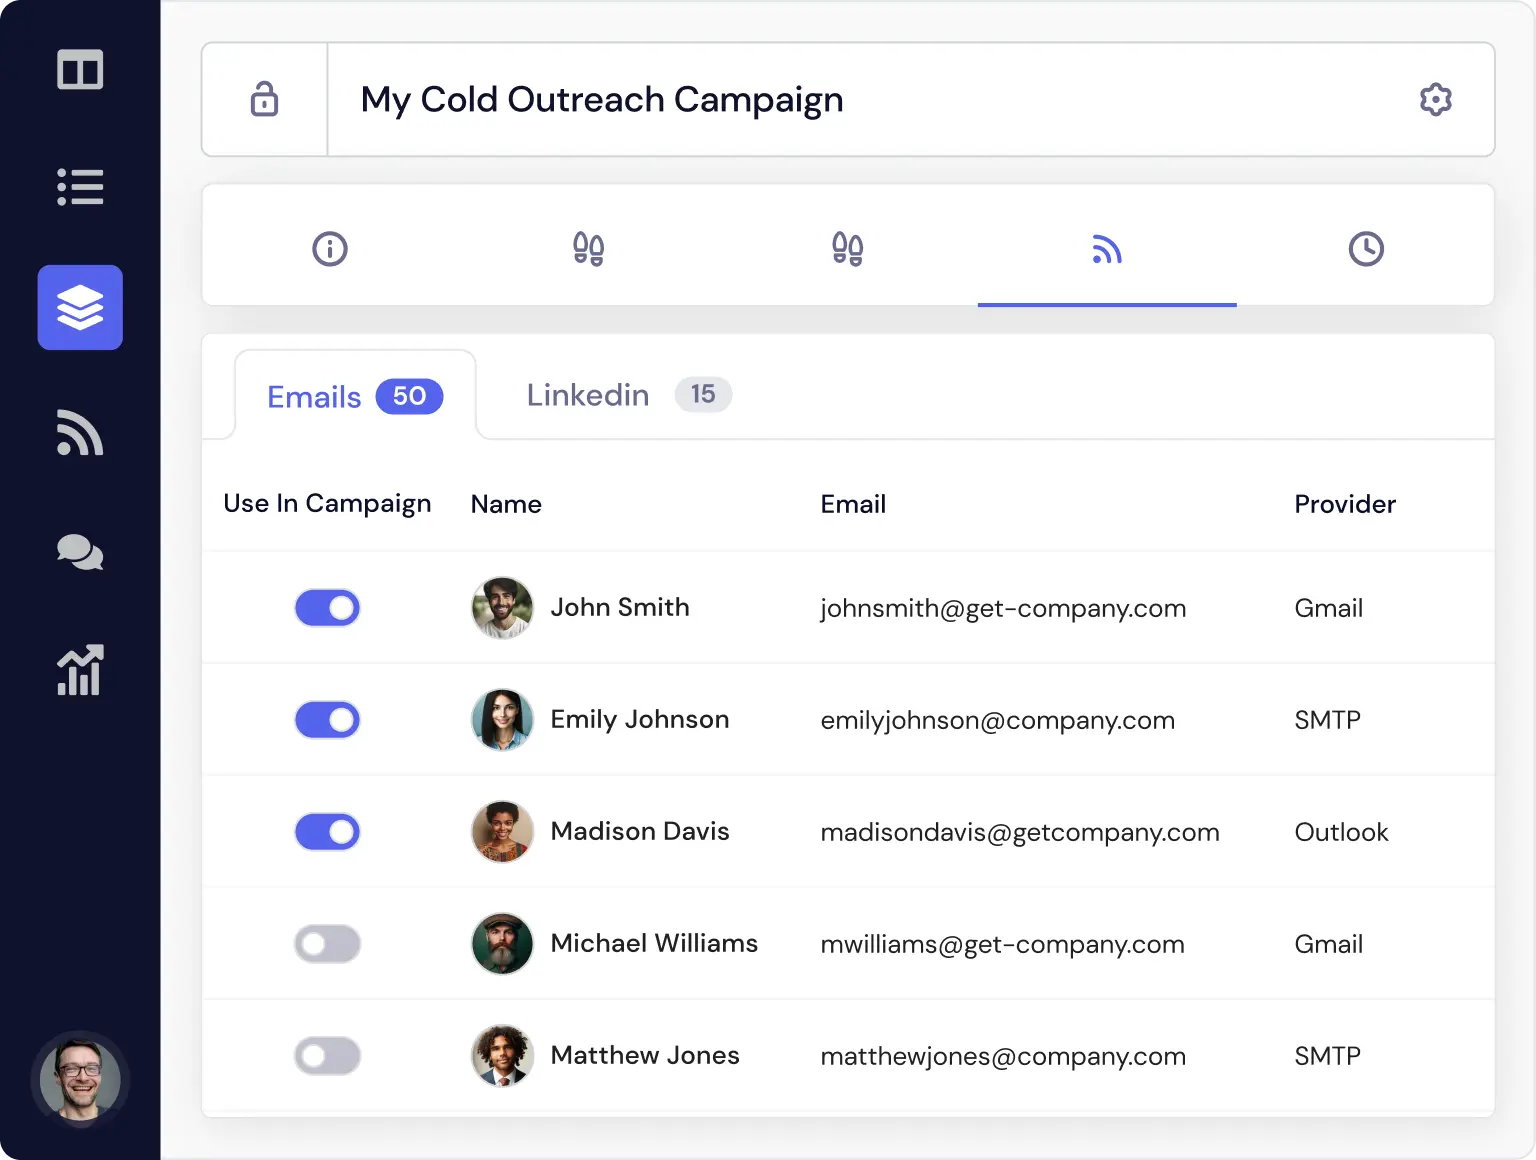 My Cold Outreach Campaign
Emails 50 Linkedin 15
Use In Campaign Name Email Provider
John Smith johnsmith@get-company.com Gmail
Emily Johnson emilyjohnson@company.com SMTP
Madison Davis madisondavis@getcompany.com Outlook
Michael Williams mwilliams@get-company.com Gmail
Matthew Jones matthewjones@company.com SMTP